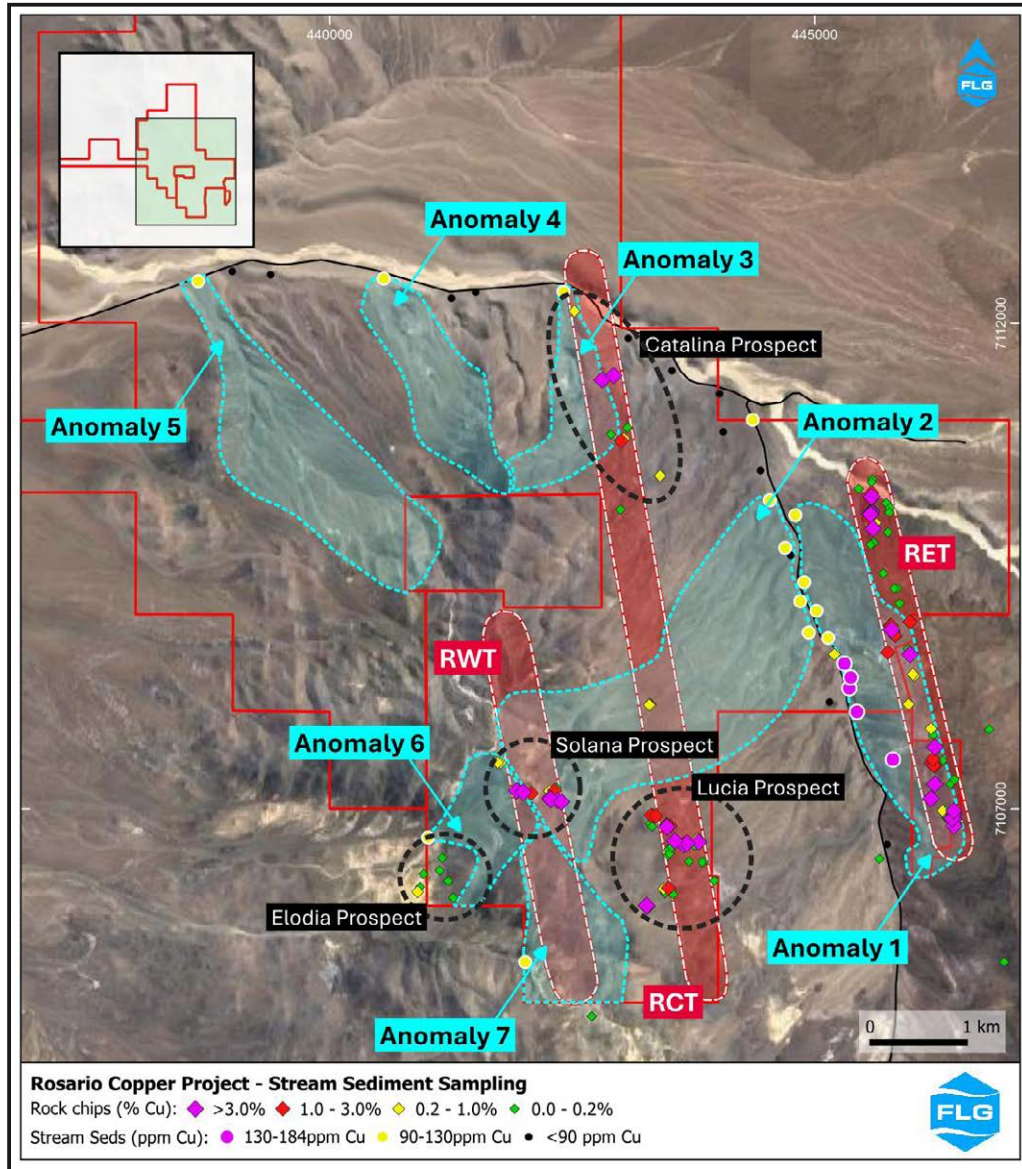 440000
445000
FLG
Anomaly 4
Anomaly 3
7112000
Catalina Prospect
Anomaly 5
Anomaly 2
RET
RWT
Anomaly 6
Solana Prospect
Lucia Prospect
7107000
Elodia Prospect
Anomaly 1
RCT
Anomaly 7
0 1 km
Rosario Copper Project - Stream Sediment Sampling
Rock chips (% Cu): >3.0% 1.0 - 3.0% 0.2 - 1.0% 0.0 - 0.2%
Stream Seds (ppm Cu): 130-184ppm Cu 90-130ppm Cu <90 ppm Cu
FLG